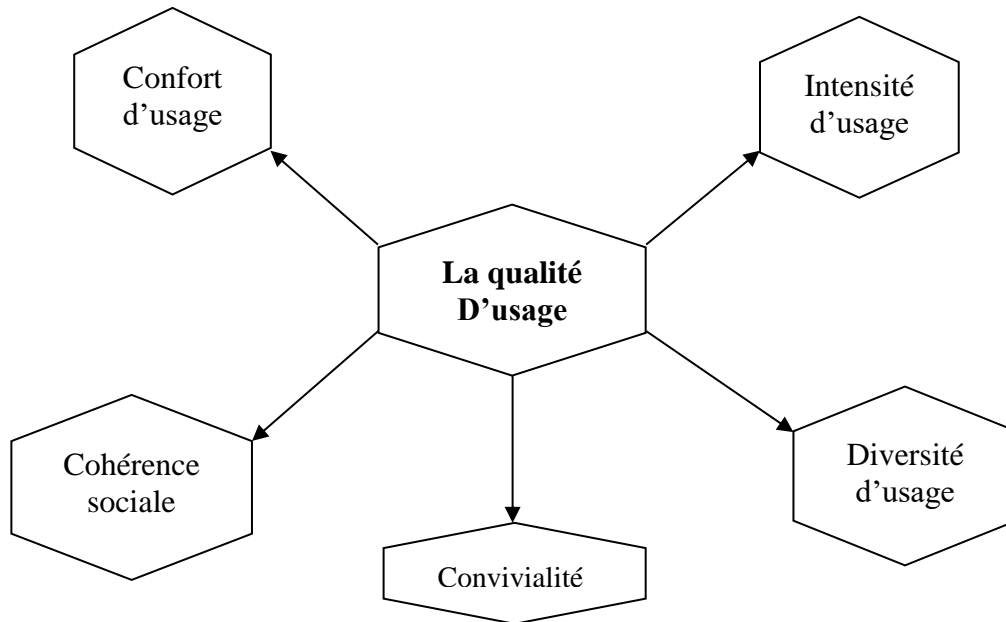 Confort
d’usage
Intensité
d’usage
La qualité
D’usage
Cohérence
sociale
Diversité
d’usage
Convivialité